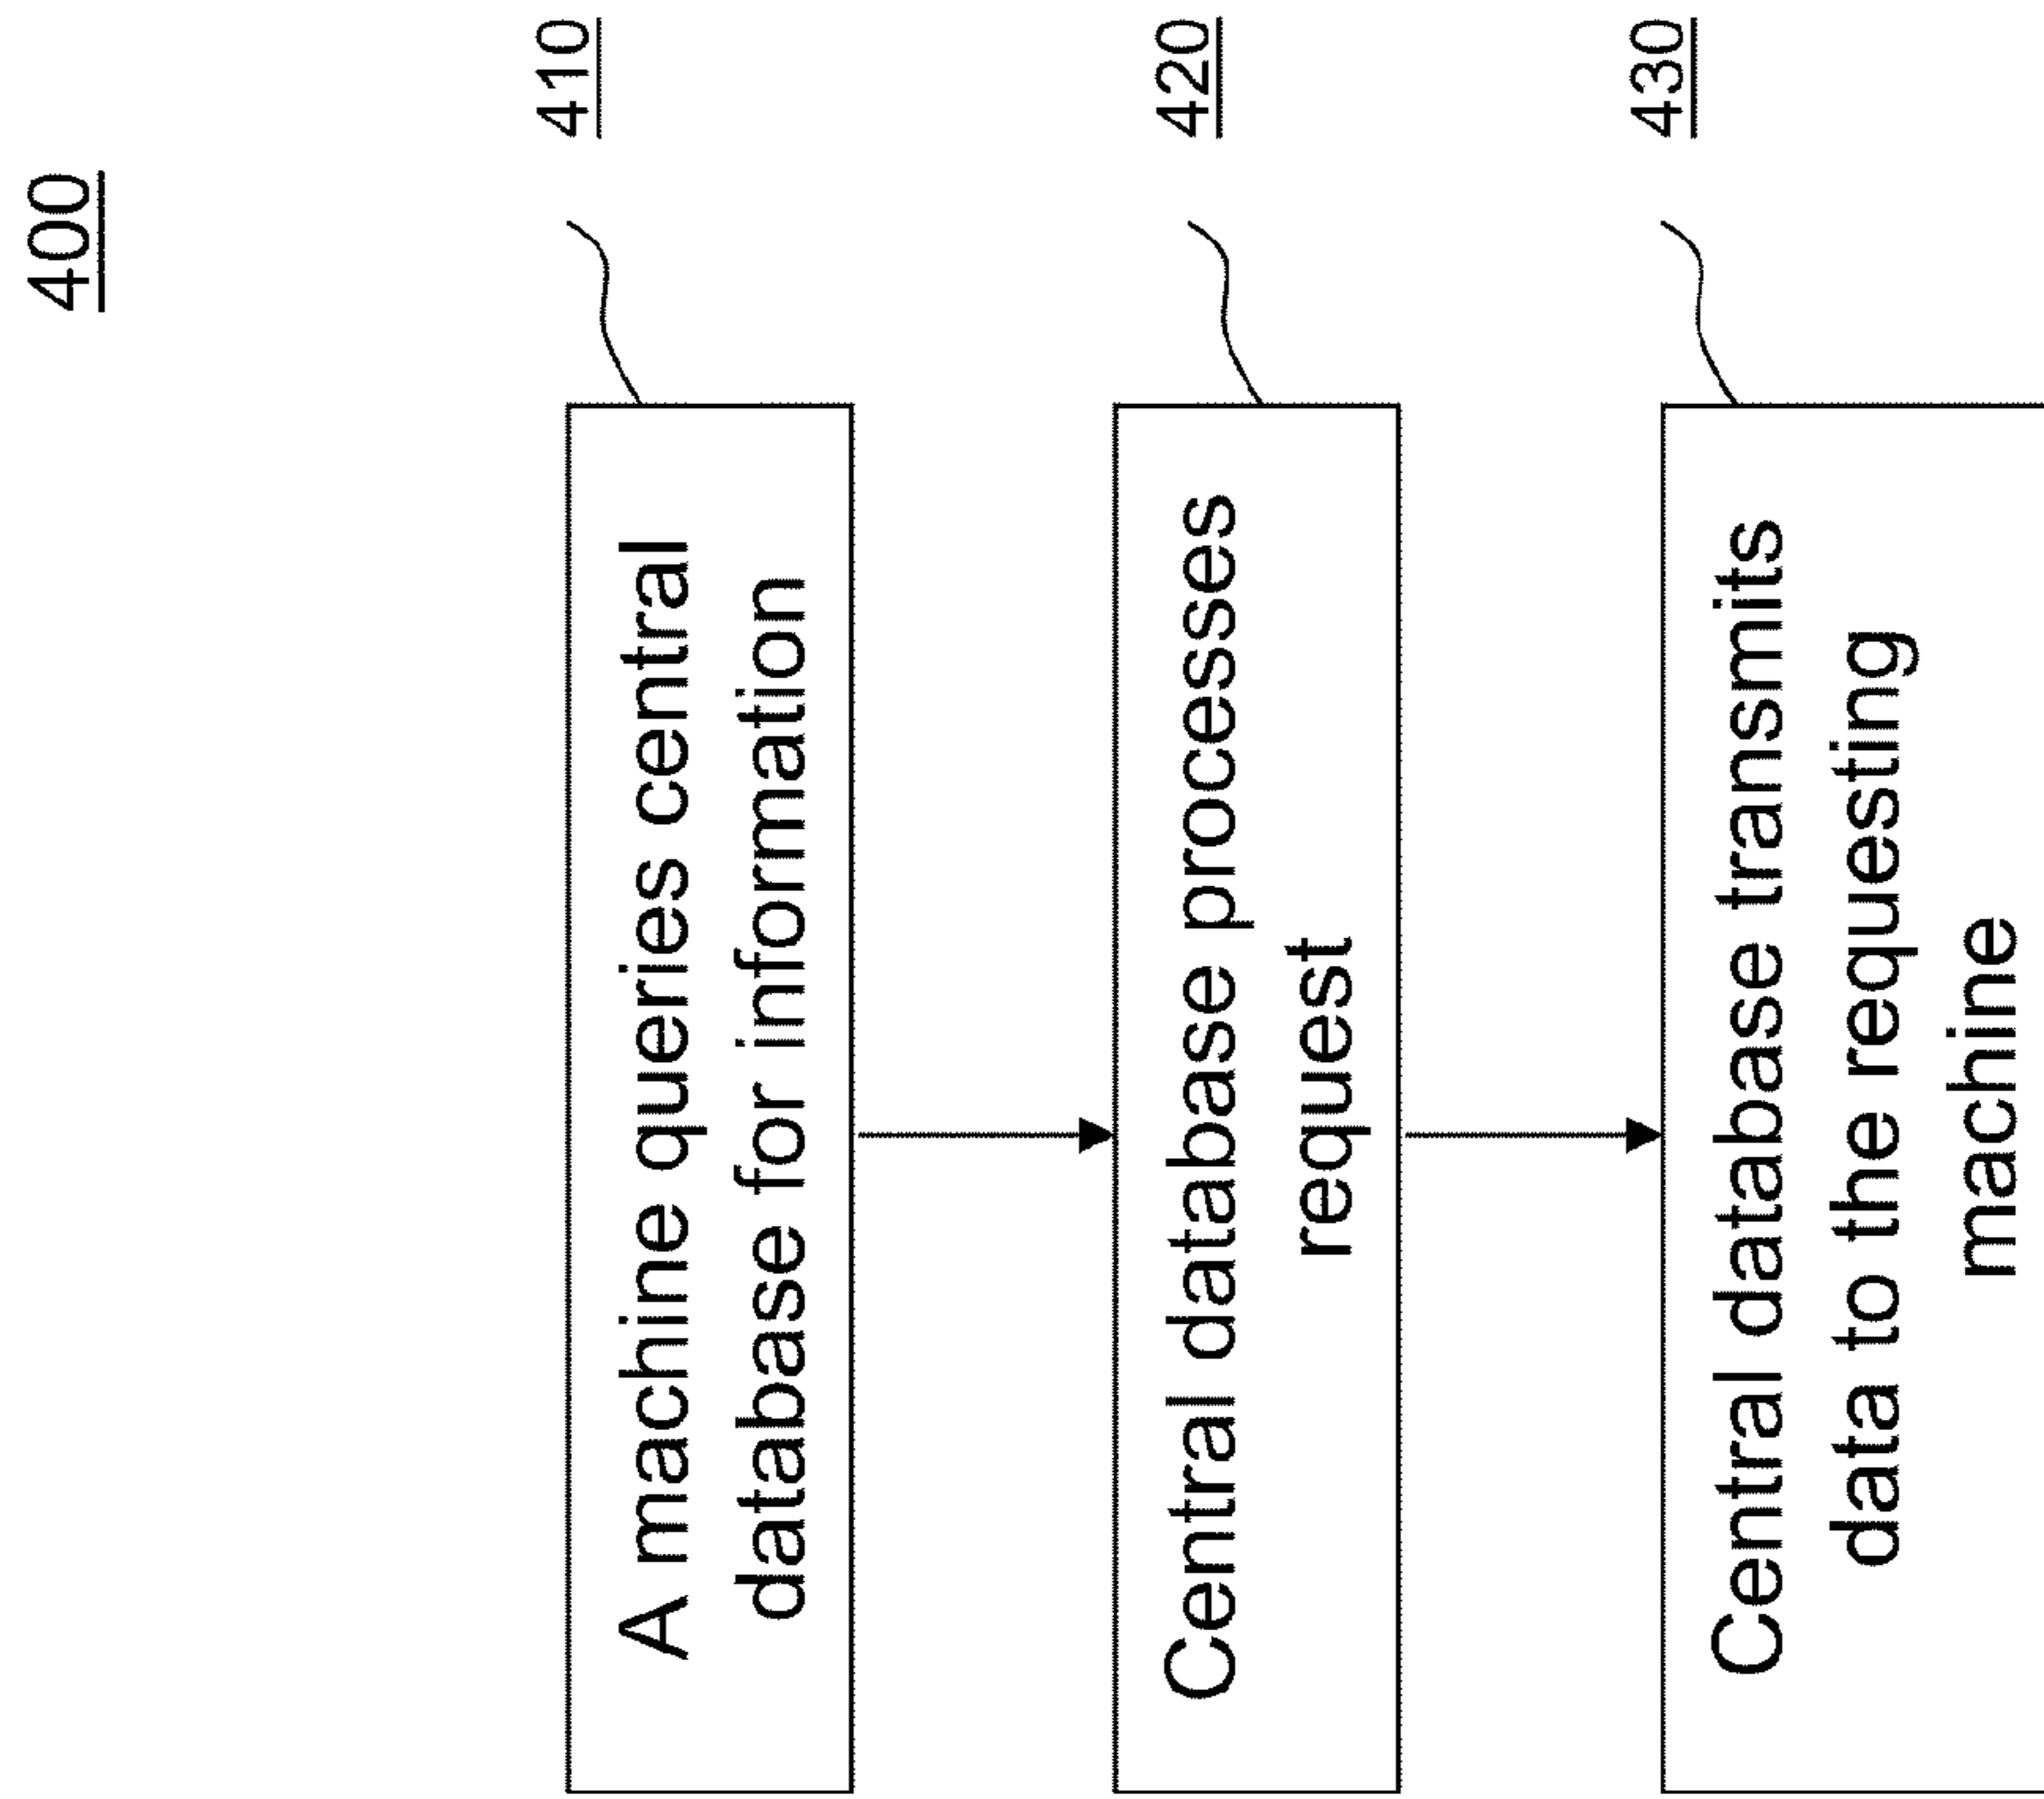 400
410
A machine queries central
database for information
420
Central database processes
request
430
Central database transmits
data to the requesting
machine